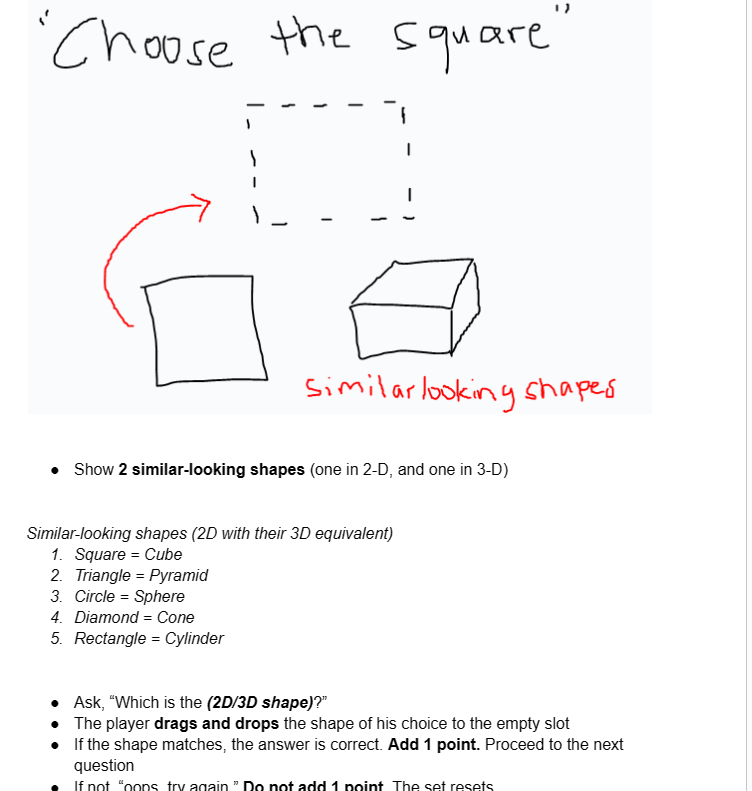 "Choose the square"
similar looking shapes
● Show 2 similar-looking shapes (one in 2-D, and one in 3-D)
Similar-looking shapes (2D with their 3D equivalent)
1. Square = Cube
2. Triangle = Pyramid
3. Circle = Sphere
4. Diamond = Cone
5. Rectangle = Cylinder
● Ask, “Which is the (2D/3D shape)?”
● The player drags and drops the shape of his choice to the empty slot
● If the shape matches, the answer is correct. Add 1 point. Proceed to the next
question
● If not, “oops, try again.” Do not add 1 point. The set resets